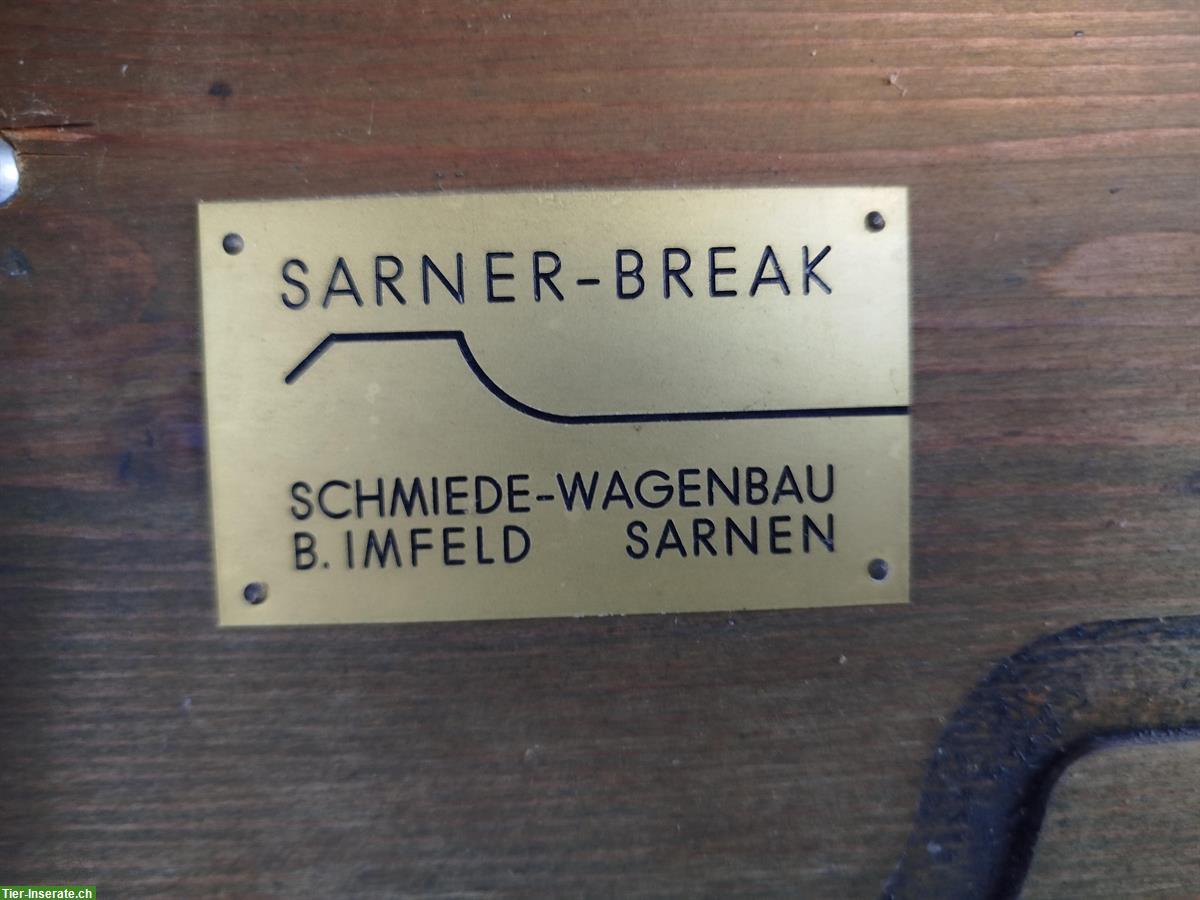 SARNER-BREAK
SCHMIEDE-WAGENBAU
B. IMFELD SARNEN
Tier-Inserate.ch